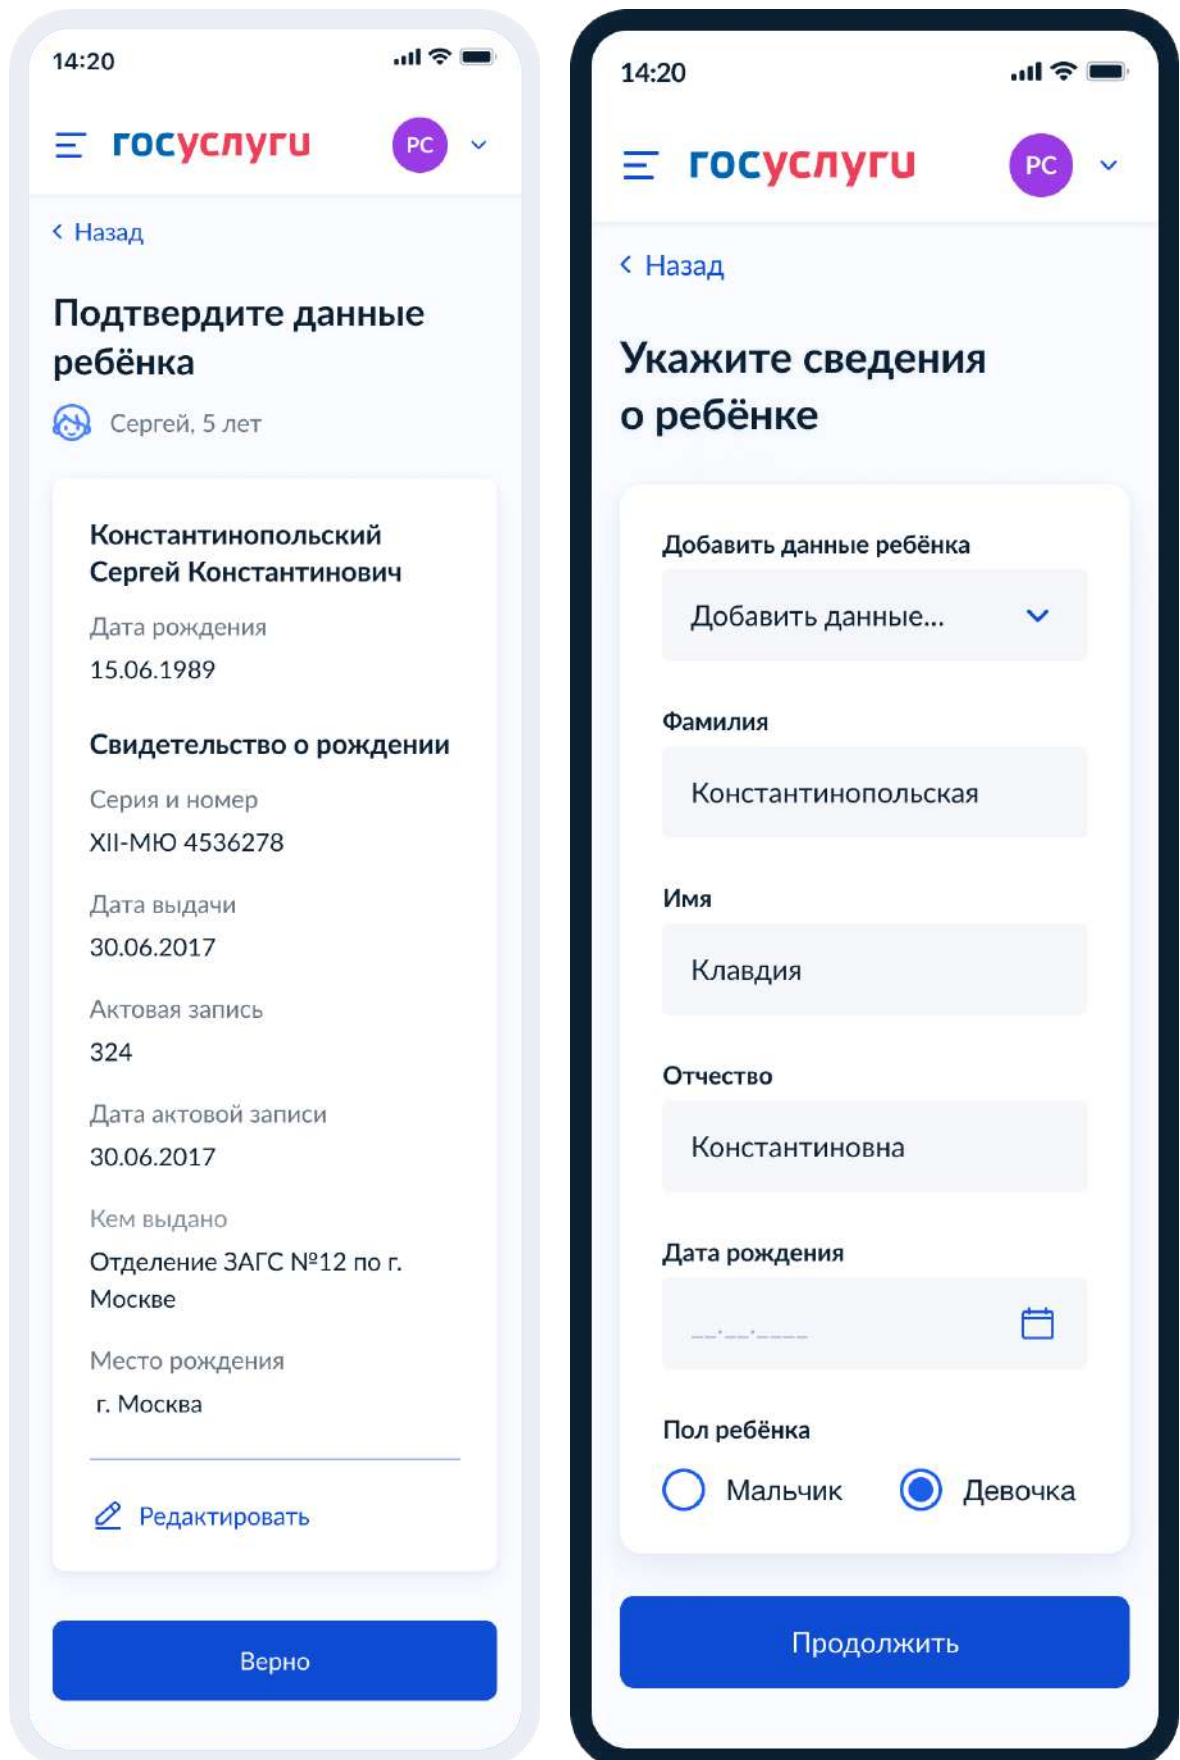 14:20
госуслуги
РС
Назад
Подтвердите данные
ребёнка
Сергей, 5 лет
Константинопольский
Сергей Константинович
Дата рождения
15.06.1989
Свидетельство о рождении
Серия и номер
XII-МЮ 4536278
Дата выдачи
30.06.2017
Актовая запись
324
Дата актовой записи
30.06.2017
Кем выдано
Отделение ЗАГС №12 по г.
Москве
Место рождения
г. Москва
Редактировать
Верно
14:20
госуслуги
РС
Назад
Укажите сведения
о ребёнке
Добавить данные ребёнка
Добавить данные...
Фамилия
Константинопольская
Имя
Клавдия
Отчество
Константиновна
Дата рождения
__.__.____
Пол ребёнка
Мальчик
Девочка
Продолжить